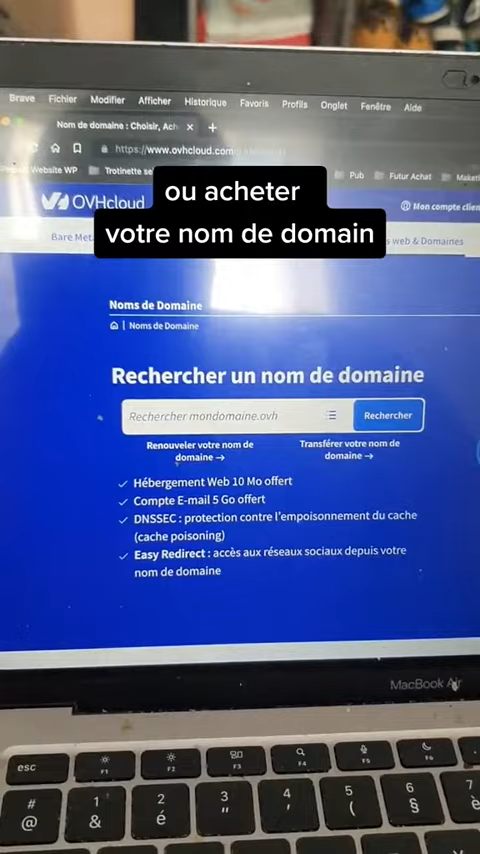 Brave Fichier Modifier Afficher Historique Favoris Profils Onglet Fenêtre Aide
Nom de domaine : Choisir, Ach
https://www.ovhcloud.com
Website WP Trotinette se Pub Futur Achat Maketi
OVHcloud Mon compte clien
ou acheter
votre nom de domain
Bare Met s web & Domaines
Noms de Domaine
| Noms de Domaine
Rechercher un nom de domaine
Rechercher mondomaine.ovh Rechercher
Renouveler votre nom de domaine → Transférer votre nom de domaine →
Hébergement Web 10 Mo offert
Compte E-mail 5 Go offert
DNSSEC : protection contre l'empoisonnement du cache
(cache poisoning)
Easy Redirect : accès aux réseaux sociaux depuis votre
nom de domaine
MacBook Air
esc F1 F2 F3 F4 F5 F6
# 1 2 3 4 5 6 7
@ & é " ' ( § è